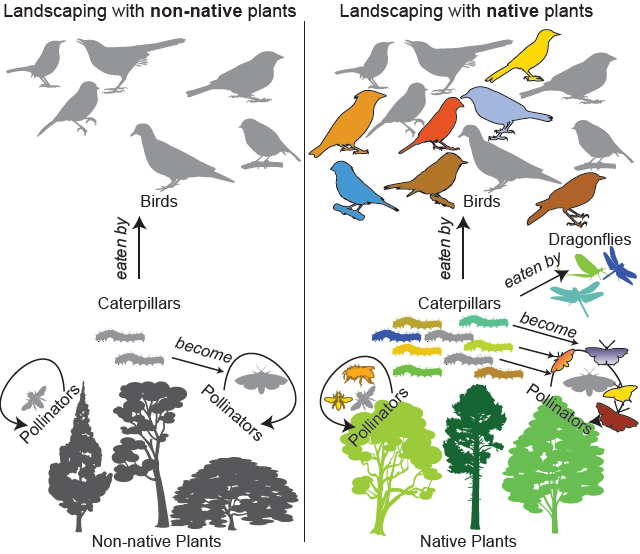 Landscaping with non-native plants
Birds
eaten by
Caterpillars
become
Pollinators
Pollinators
Non-native Plants
Landscaping with native plants
Birds
eaten by
Dragonflies
eaten by
Caterpillars
become
Pollinators
Pollinators
Native Plants